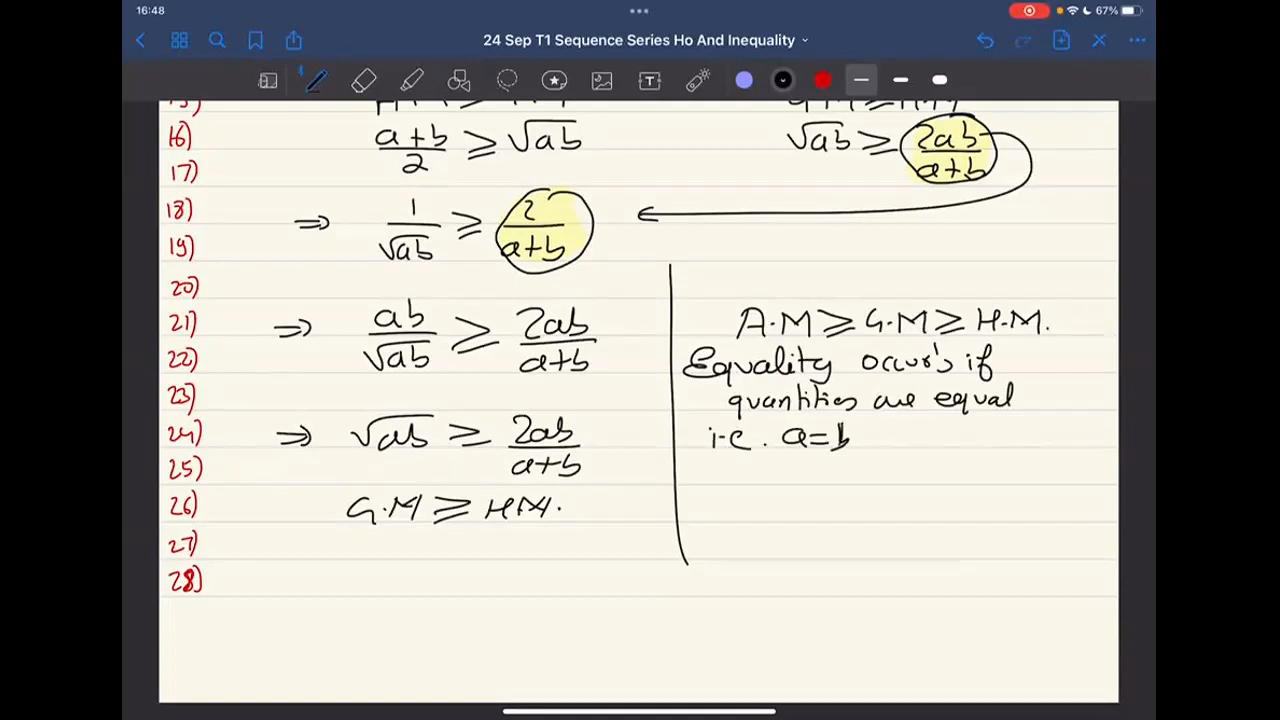 16:48
67%
24 Sep T1 Sequence Series Ho And Inequality
15)
16) a+b/2 ≥ √ab √ab ≥ 2ab/a+b
17)
18) ⇒ 1/√ab ≥ 2/a+b
19)
20)
21) ⇒ ab/√ab ≥ 2ab/a+b A.M ≥ G.M ≥ H.M.
22) Equality occur's if
23) quantities are equal
24) ⇒ √ab ≥ 2ab/a+b i.e. a=b
25)
26) G.M ≥ H.M.
27)
28)